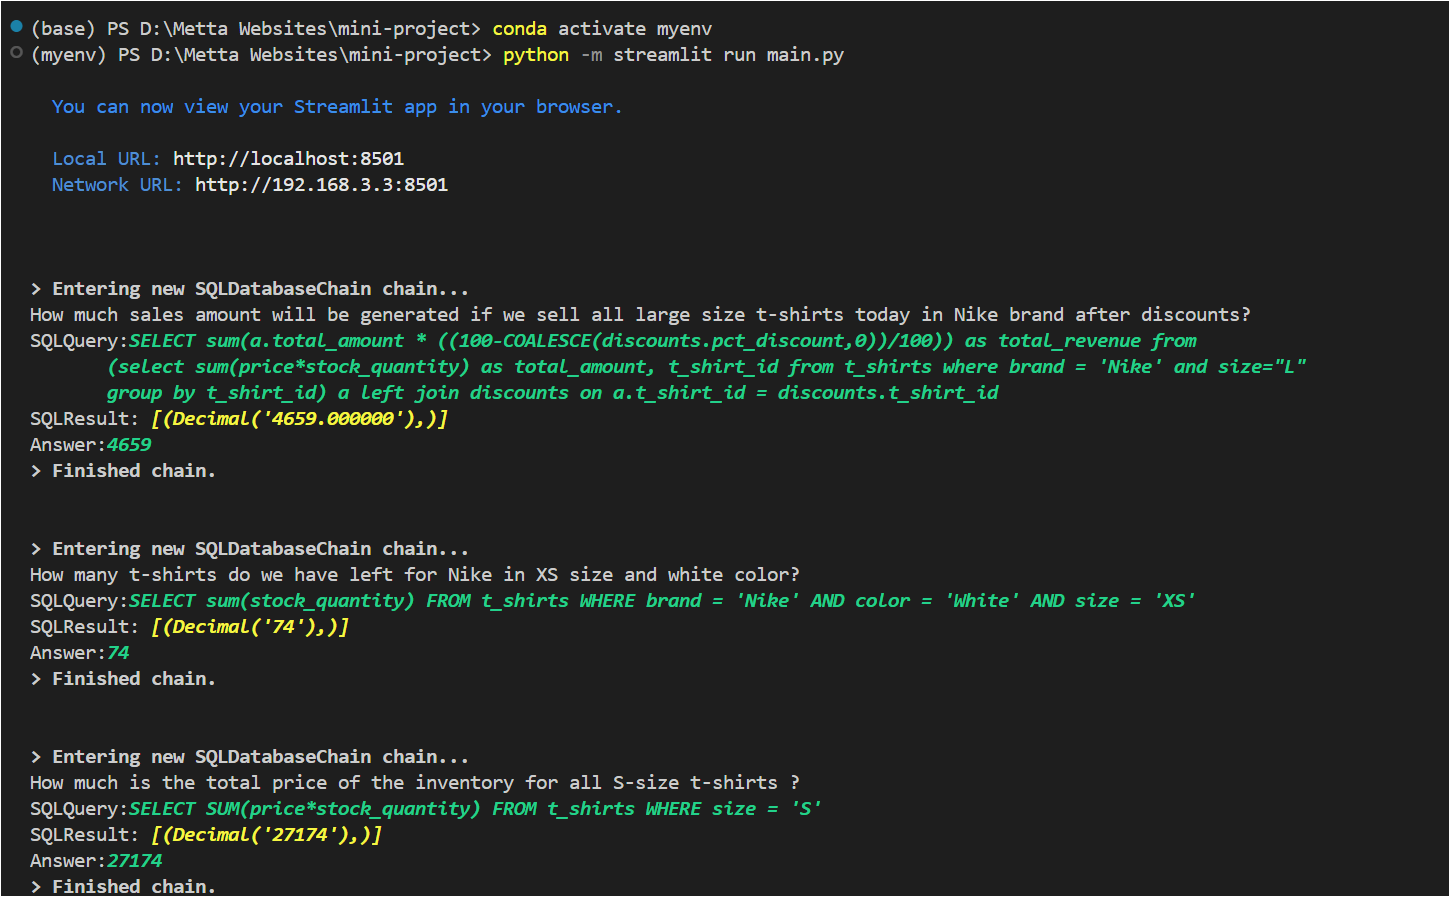 (base) PS D:\Metta Websites\mini-project> conda activate myenv
(myenv) PS D:\Metta Websites\mini-project> python -m streamlit run main.py
You can now view your Streamlit app in your browser.
Local URL: http://localhost:8501
Network URL: http://192.168.3.3:8501
> Entering new SQLDatabaseChain chain...
How much sales amount will be generated if we sell all large size t-shirts today in Nike brand after discounts?
SQLQuery:SELECT sum(a.total_amount * ((100-COALESCE(discounts.pct_discount,0))/100)) as total_revenue from
(select sum(price*stock_quantity) as total_amount, t_shirt_id from t_shirts where brand = 'Nike' and size="L"
group by t_shirt_id) a left join discounts on a.t_shirt_id = discounts.t_shirt_id
SQLResult: [(Decimal('4659.000000'),)]
Answer:4659
> Finished chain.
> Entering new SQLDatabaseChain chain...
How many t-shirts do we have left for Nike in XS size and white color?
SQLQuery:SELECT sum(stock_quantity) FROM t_shirts WHERE brand = 'Nike' AND color = 'White' AND size = 'XS'
SQLResult: [(Decimal('74'),)]
Answer:74
> Finished chain.
> Entering new SQLDatabaseChain chain...
How much is the total price of the inventory for all S-size t-shirts ?
SQLQuery:SELECT SUM(price*stock_quantity) FROM t_shirts WHERE size = 'S'
SQLResult: [(Decimal('27174'),)]
Answer:27174
> Finished chain.